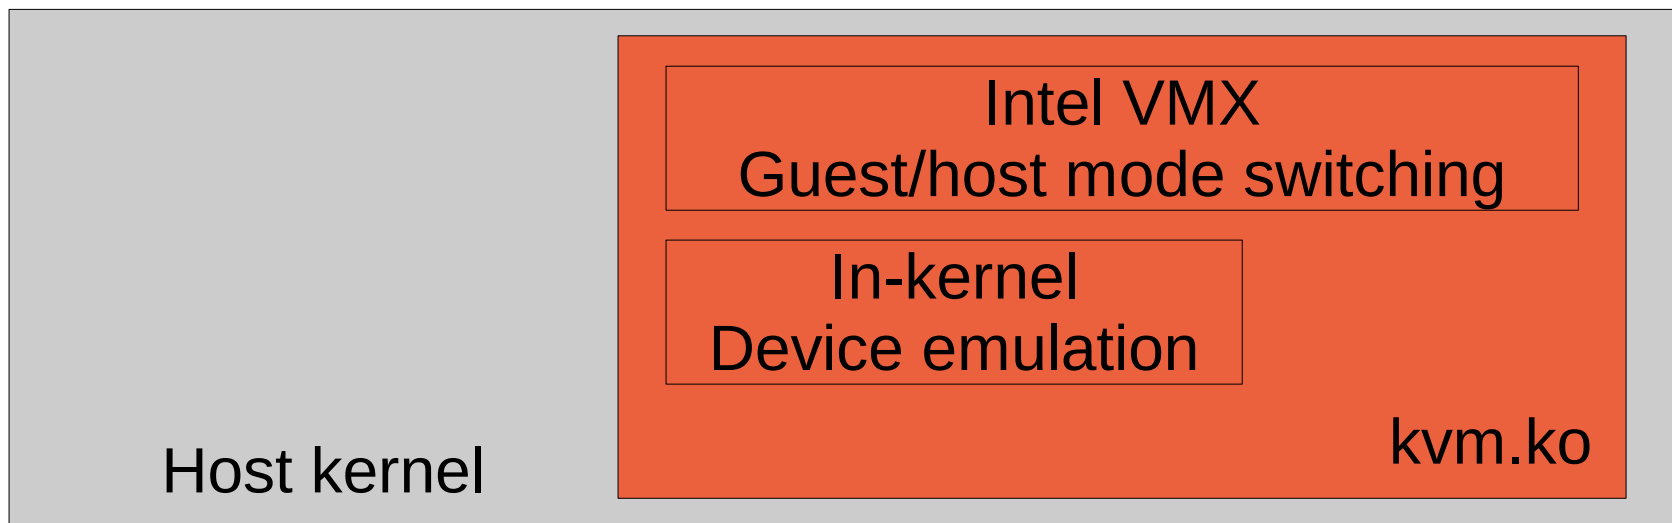 Intel VMX
Guest/host mode switching
In-kernel
Device emulation
kvm.ko
Host kernel